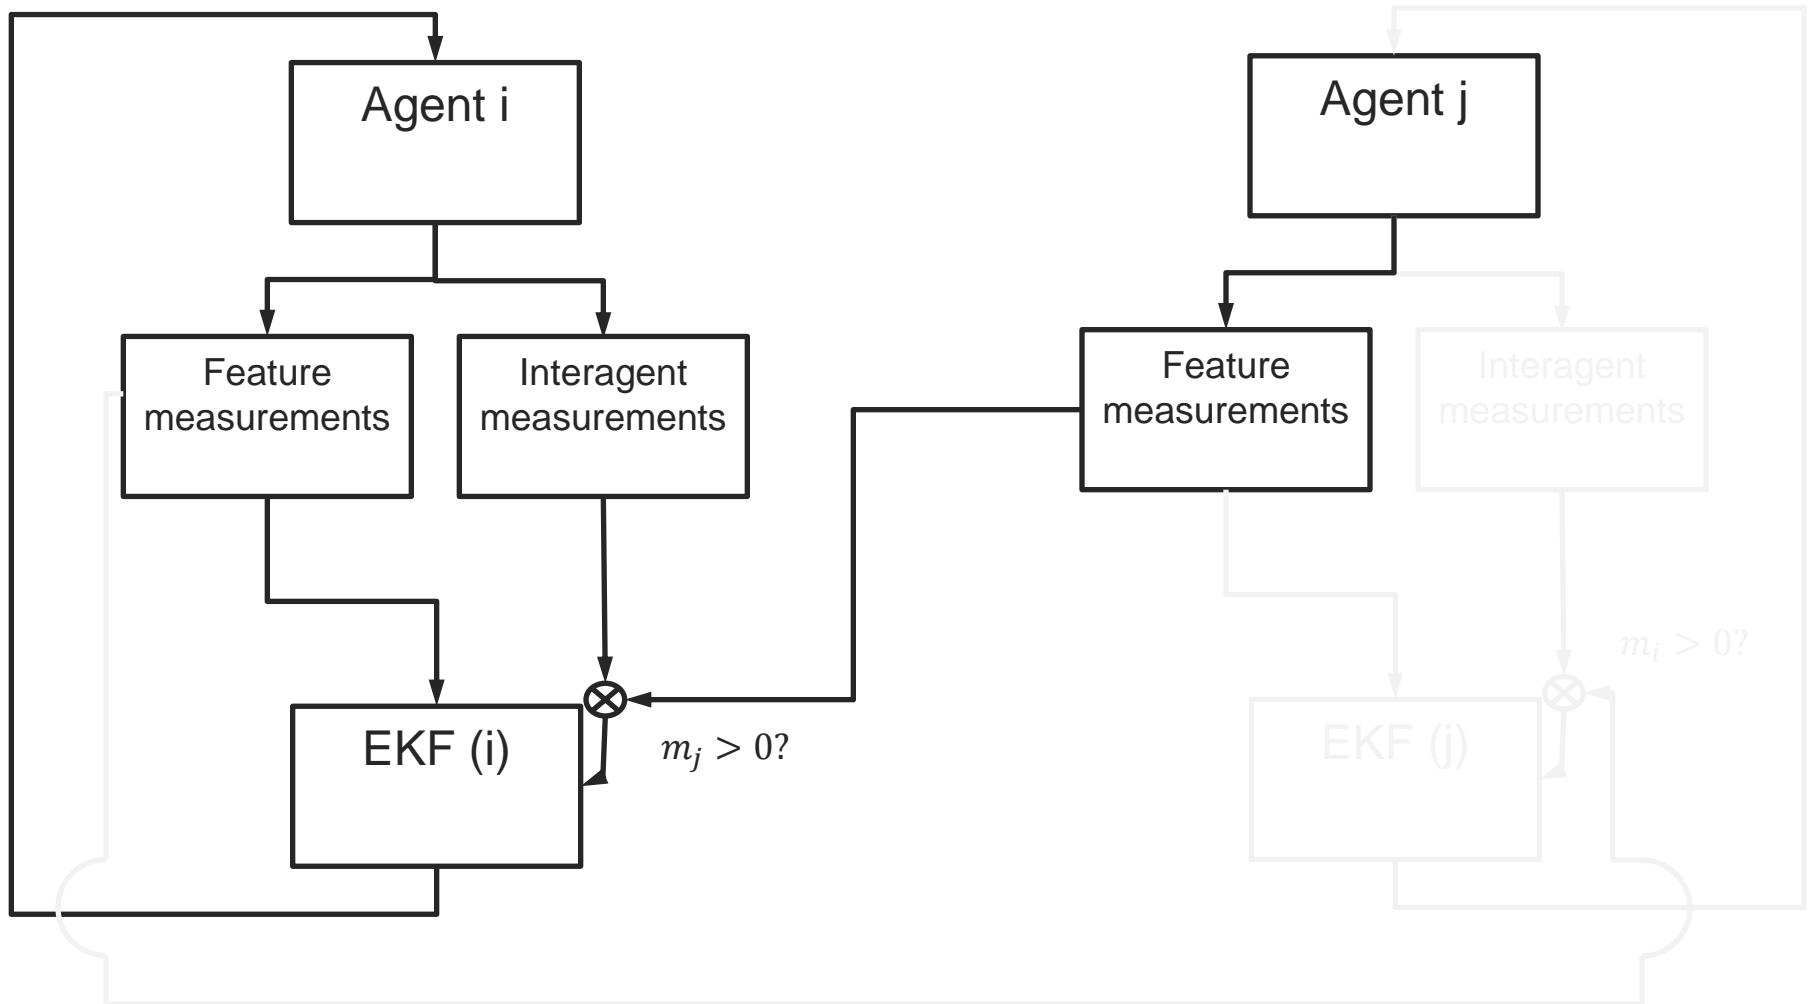 Agent i
Agent j
Feature
measurements
Interagent
measurements
Feature
measurements
Interagent
measurements
EKF (i)
m_j > 0?
EKF (j)
m_i > 0?